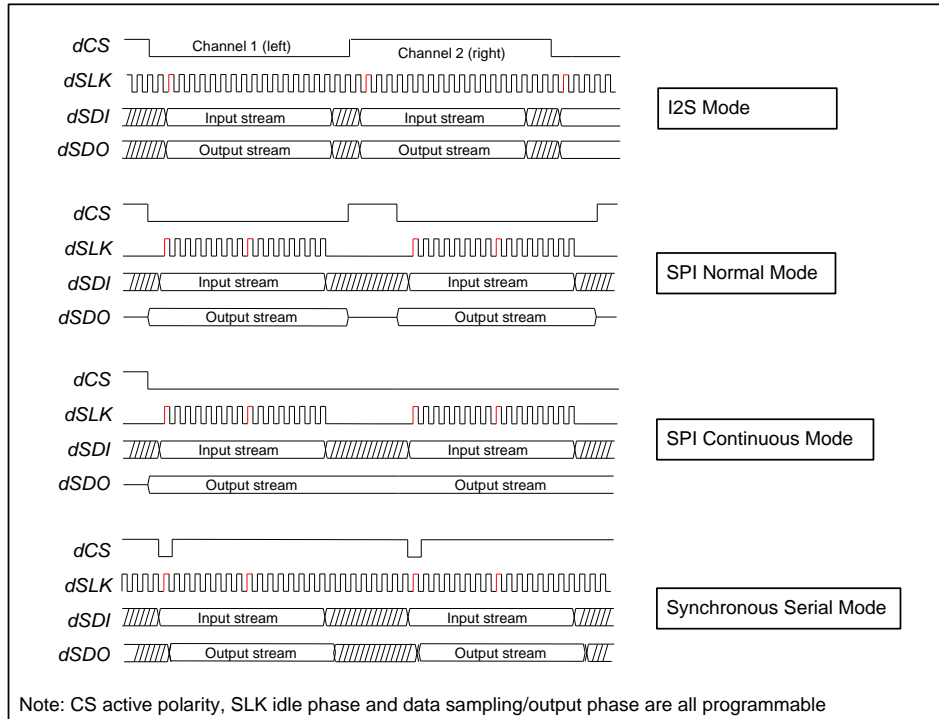 dCS
Channel 1 (left)
Channel 2 (right)
dSLK
dSDI
Input stream
Input stream
dSDO
Output stream
Output stream
I2S Mode
dCS
dSLK
dSDI
Input stream
Input stream
dSDO
Output stream
Output stream
SPI Normal Mode
dCS
dSLK
dSDI
Input stream
Input stream
dSDO
Output stream
Output stream
SPI Continuous Mode
dCS
dSLK
dSDI
Input stream
Input stream
dSDO
Output stream
Output stream
Synchronous Serial Mode
Note: CS active polarity, SLK idle phase and data sampling/output phase are all programmable